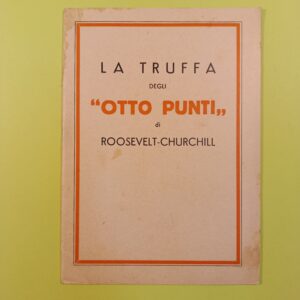 LA TRUFFA
DEGLI
"OTTO PUNTI„
di
ROOSEVELT-CHURCHILL